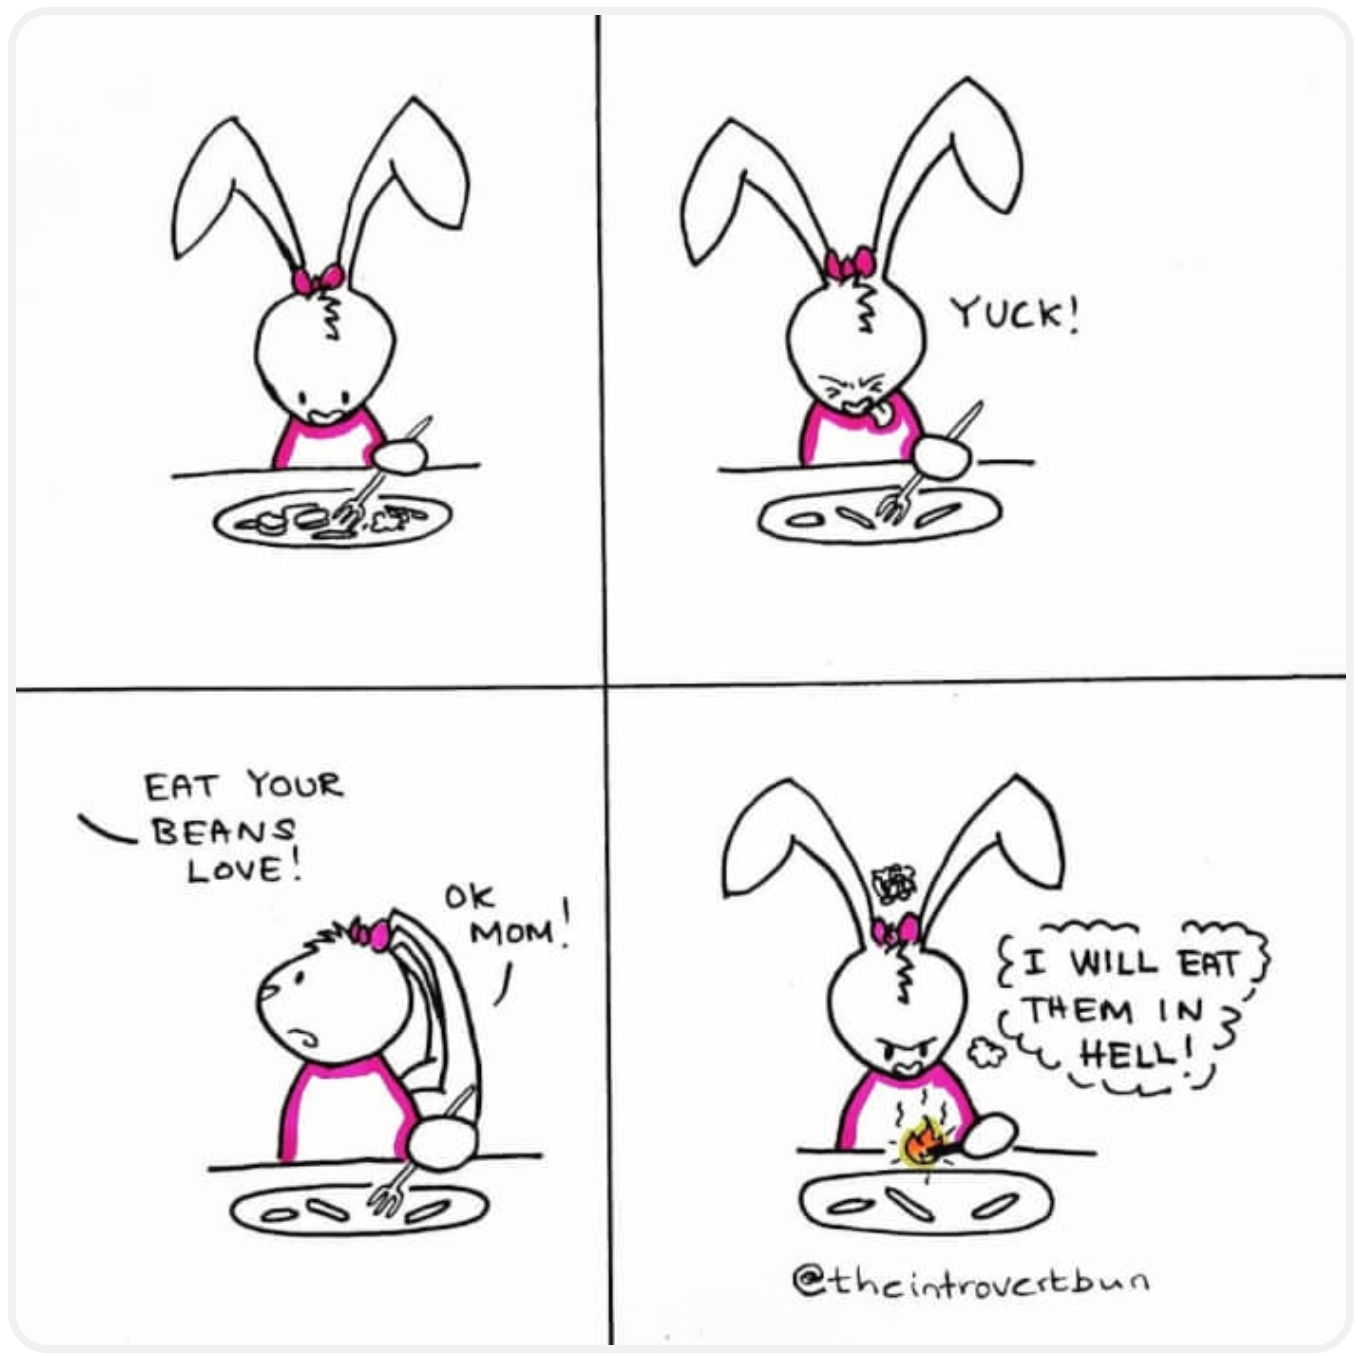 YUCK!
EAT YOUR
BEANS
LOVE!
OK
MOM!
I WILL EAT
THEM IN
HELL!
@theintrovertbun